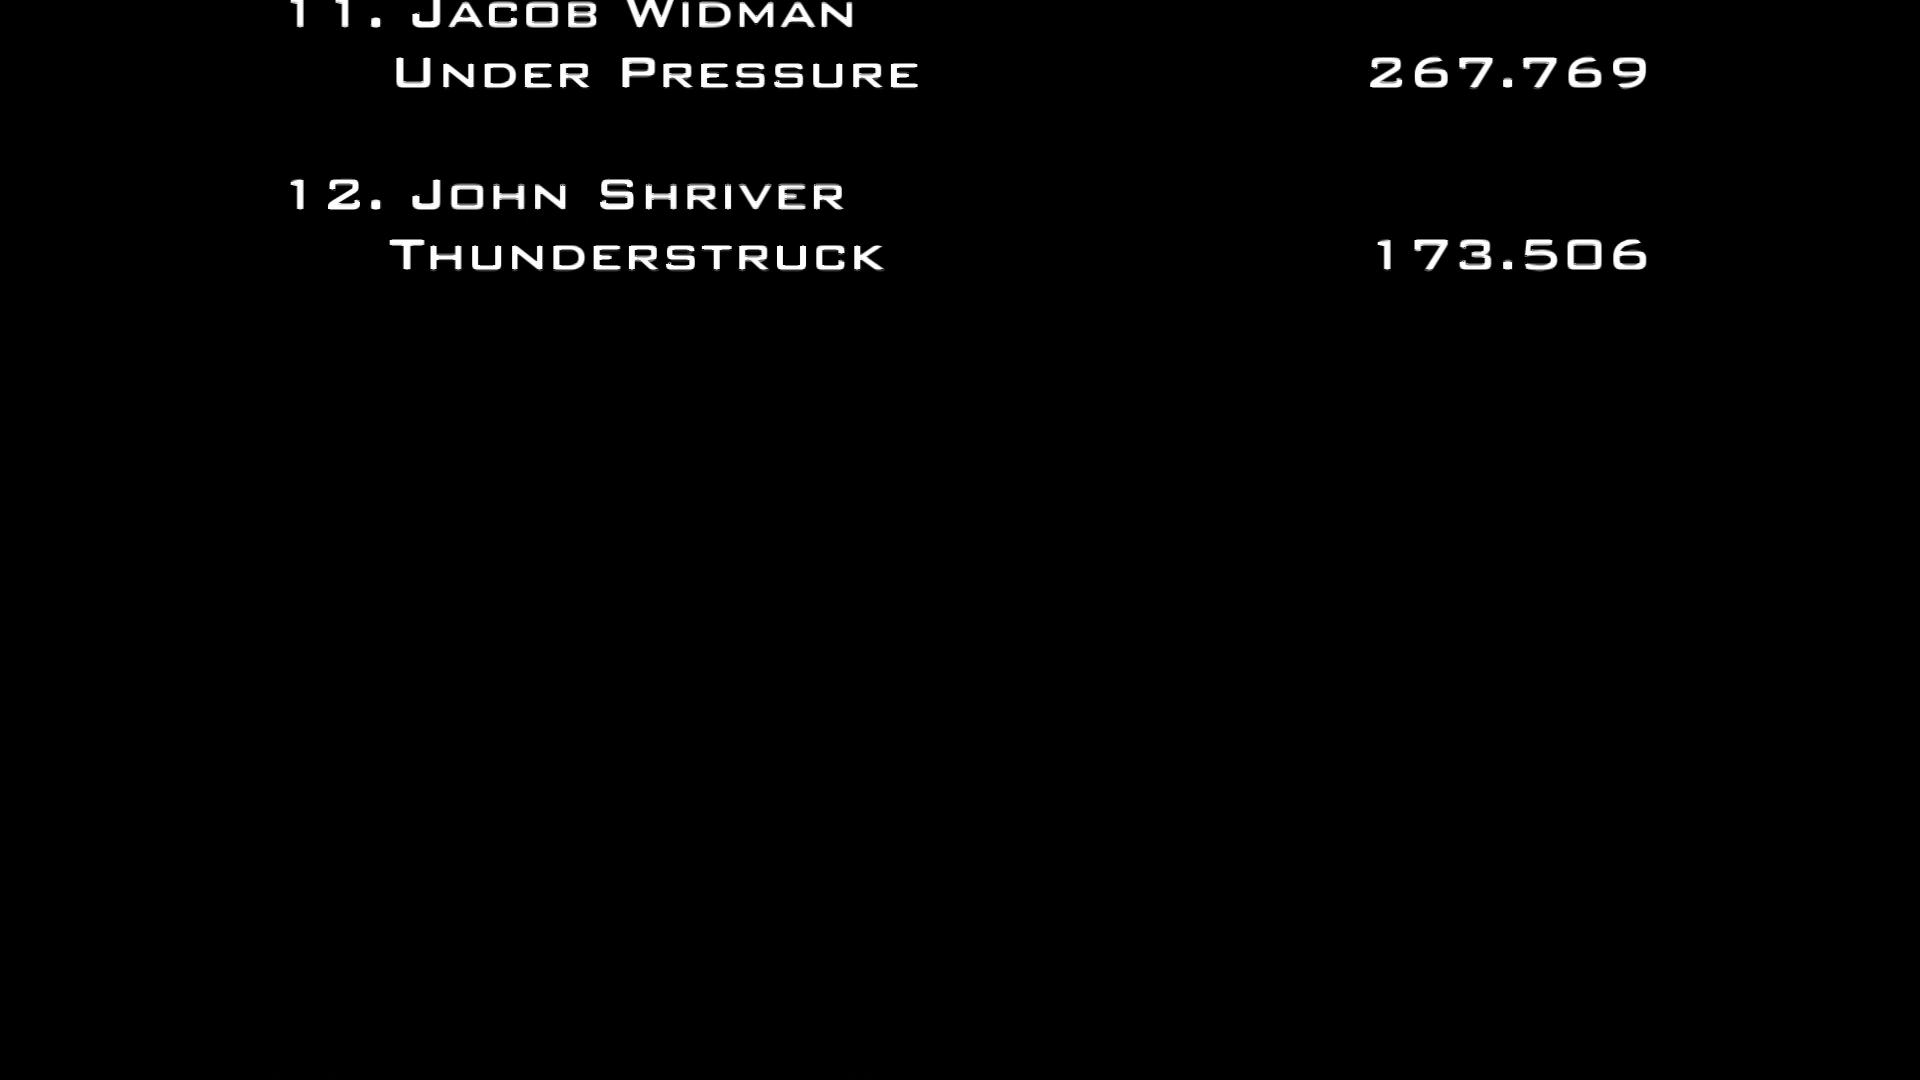 11. Jacob Widman
Under Pressure 267.769
12. John Shriver
Thunderstruck 173.506